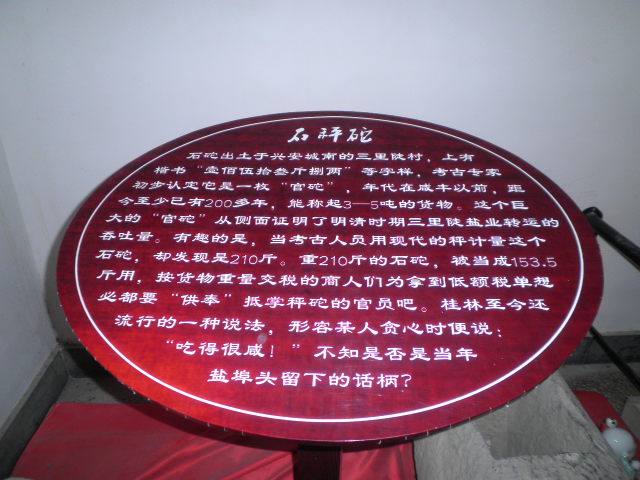 石秤砣
石砣出土于兴安城南的三里陡村，上有
楷书“壹佰伍拾叁斤捌两”等字样，考古专家
初步认定它是一枚“官砣”，年代在咸丰以前，距
今至少已有200多年，能称起3—5吨的货物。这个巨
大的“官砣”从侧面证明了明清时期三里陡盐业转运的
吞吐量。有趣的是，当考古人员用现代的秤计量这个
石砣，却发现是210斤。重210斤的石砣，被当成153.5
斤用，按货物重量交税的商人们为拿到低额税单想
必都要“供奉”抵掌秤砣的官员吧。桂林至今还
流行的一种说法，形容某人贪心时便说：
“吃得很咸！”不知是否是当年
盐埠头留下的话柄？